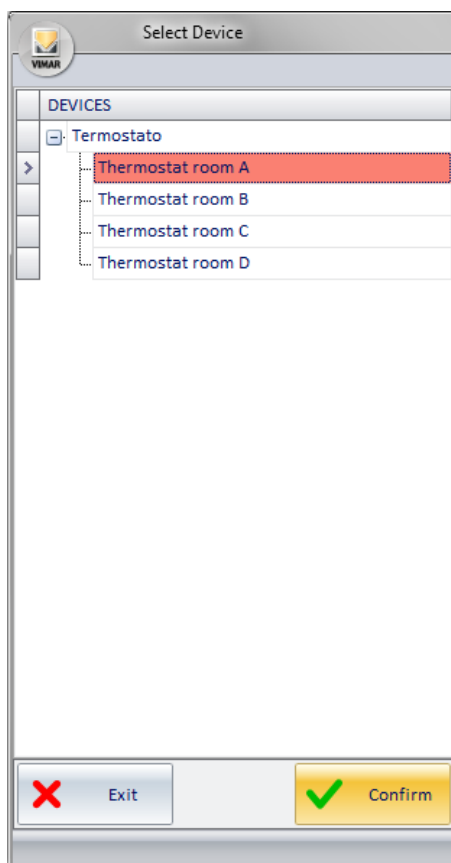 Select Device
VIMAR
DEVICES
Termostato
Thermostat room A
Thermostat room B
Thermostat room C
Thermostat room D
Exit
Confirm